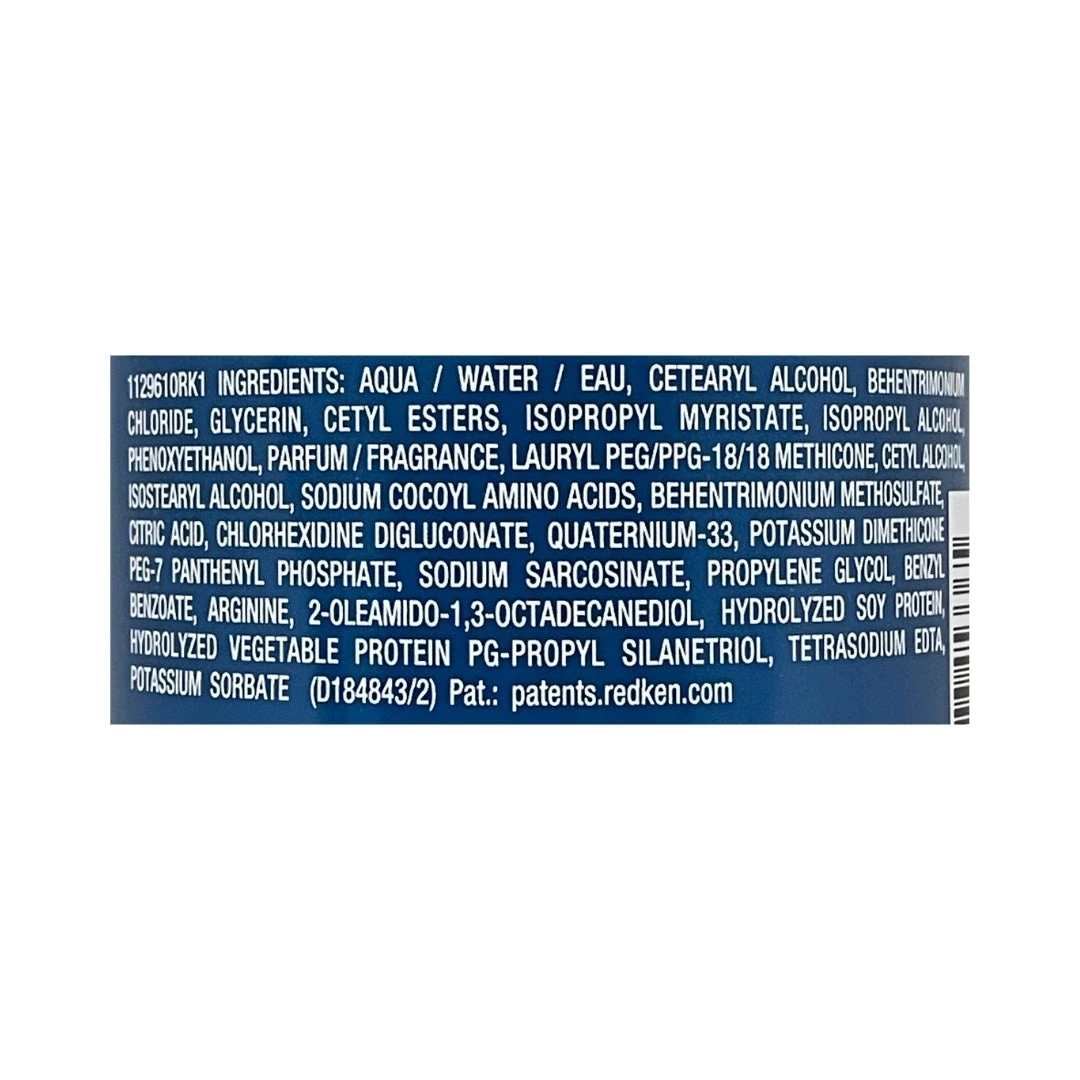 1129610RK1 INGREDIENTS: AQUA / WATER / EAU, CETEARYL ALCOHOL, BEHENTRIMONIUM
CHLORIDE, GLYCERIN, CETYL ESTERS, ISOPROPYL MYRISTATE, ISOPROPYL ALCOHOL,
PHENOXYETHANOL, PARFUM / FRAGRANCE, LAURYL PEG/PPG-18/18 METHICONE, CETYL ALCOHOL,
ISOSTEARYL ALCOHOL, SODIUM COCOYL AMINO ACIDS, BEHENTRIMONIUM METHOSULFATE,
CITRIC ACID, CHLORHEXIDINE DIGLUCONATE, QUATERNIUM-33, POTASSIUM DIMETHICONE
PEG-7 PANTHENYL PHOSPHATE, SODIUM SARCOSINATE, PROPYLENE GLYCOL, BENZYL
BENZOATE, ARGININE, 2-OLEAMIDO-1,3-OCTADECANEDIOL, HYDROLYZED SOY PROTEIN,
HYDROLYZED VEGETABLE PROTEIN PG-PROPYL SILANETRIOL, TETRASODIUM EDTA,
POTASSIUM SORBATE (D184843/2) Pat.: patents.redken.com